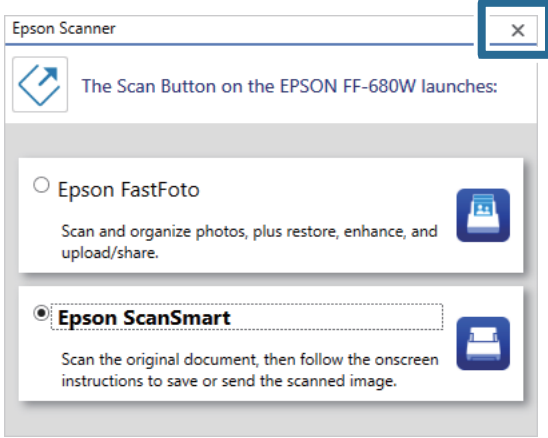 Epson Scanner
The Scan Button on the EPSON FF-680W launches:
Epson FastFoto
Scan and organize photos, plus restore, enhance, and
upload/share.
Epson ScanSmart
Scan the original document, then follow the onscreen
instructions to save or send the scanned image.